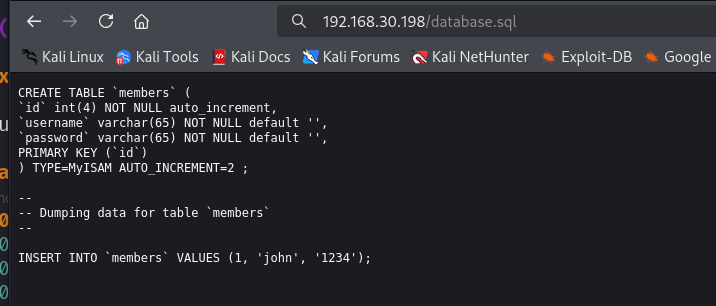 192.168.30.198/database.sql
Kali Linux Kali Tools Kali Docs Kali Forums Kali NetHunter Exploit-DB Google
CREATE TABLE `members` (
`id` int(4) NOT NULL auto_increment,
`username` varchar(65) NOT NULL default '',
`password` varchar(65) NOT NULL default '',
PRIMARY KEY (`id`)
) TYPE=MyISAM AUTO_INCREMENT=2 ;
--
-- Dumping data for table `members`
--
INSERT INTO `members` VALUES (1, 'john', '1234');